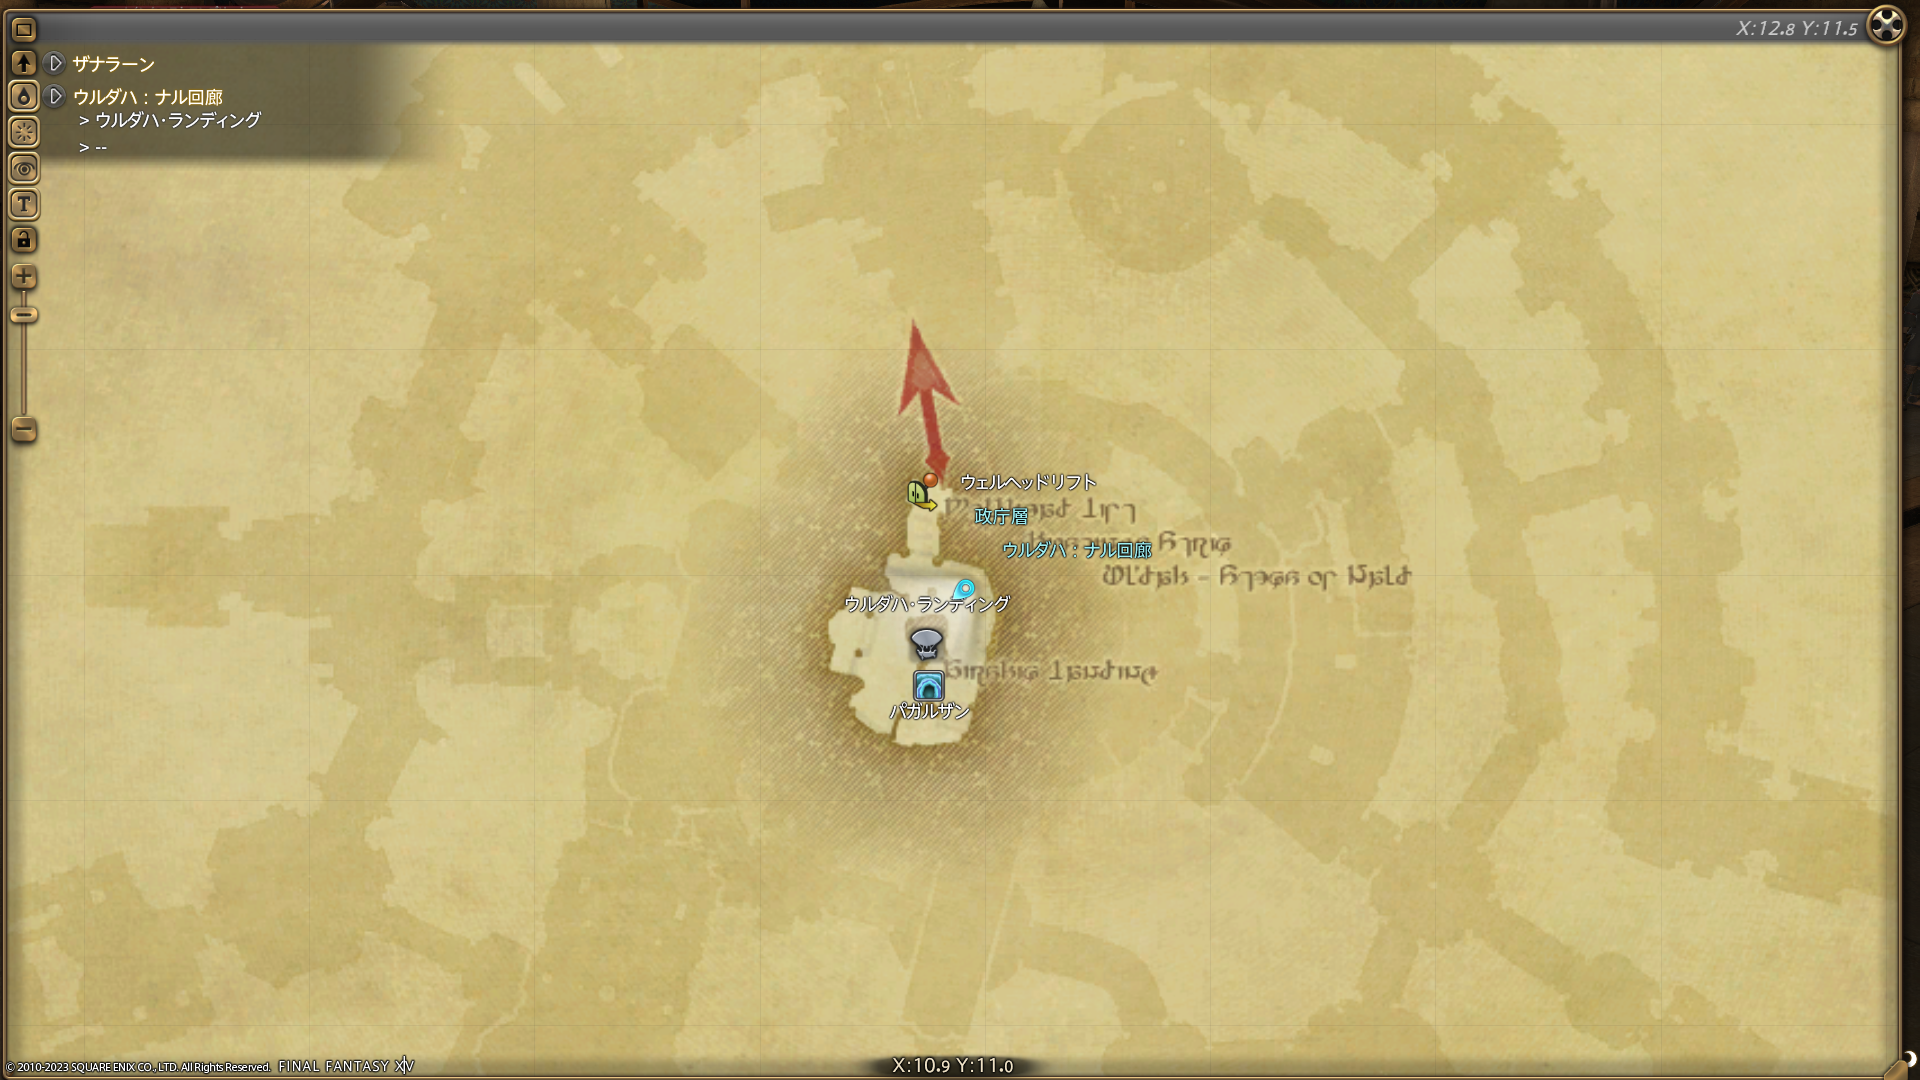 X:12.8 Y:11.5
ザナラーン
ウルダハ：ナル回廊
> ウルダハ・ランディング
> --
ウェルヘッドリフト
政庁層
ウルダハ：ナル回廊
ウルダハ・ランディング
パガルザン
X:10.9 Y:11.0
© 2010-2023 SQUARE ENIX CO., LTD. All Rights Reserved. FINAL FANTASY XIV